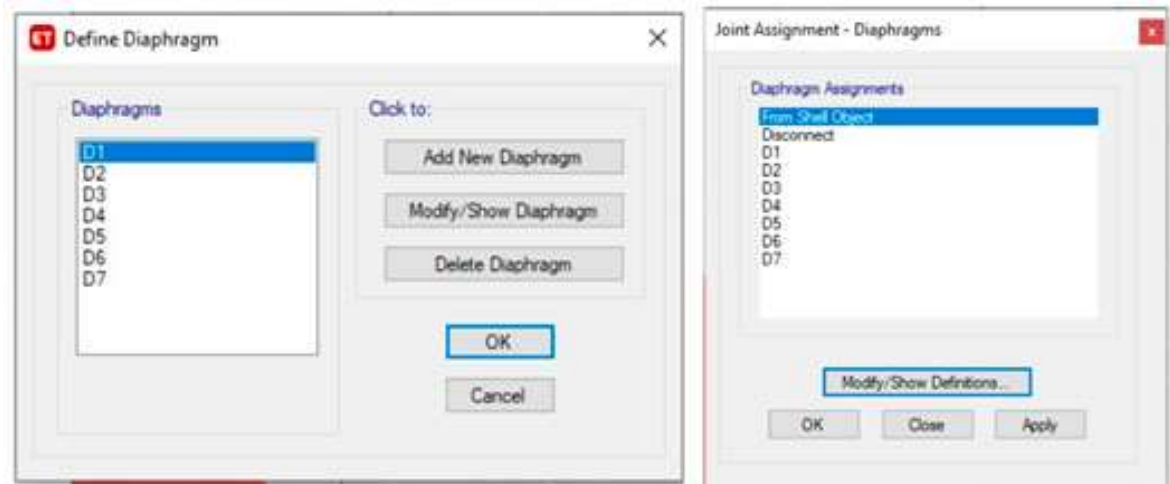 ET Define Diaphragm
Diaphragms
D1
D2
D3
D4
D5
D6
D7
Click to:
Add New Diaphragm
Modify/Show Diaphragm
Delete Diaphragm
OK
Cancel
Joint Assignment - Diaphragms
x
Diaphragm Assignments
From Shell Object
Disconnect
D1
D2
D3
D4
D5
D6
D7
Modify/Show Definitions...
OK Close Apply